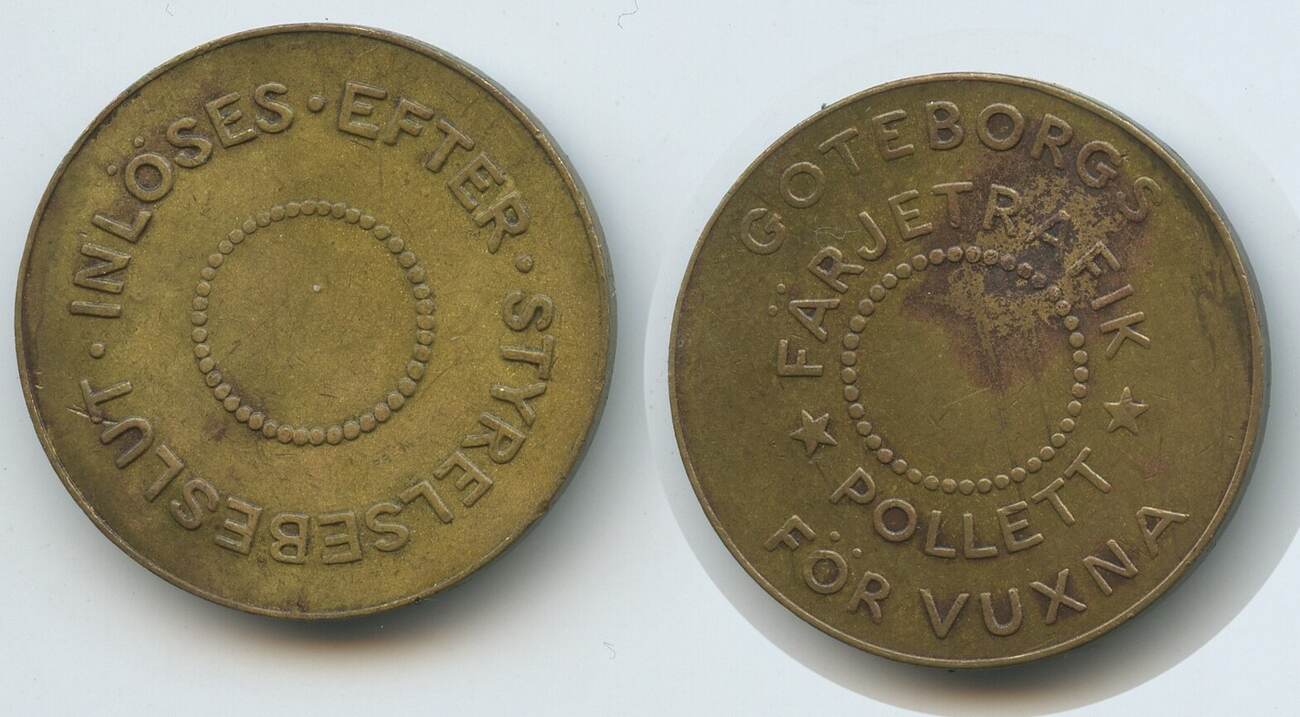 INLÖSES · EFTER · STYRELSEBESLUT ·
GÖTEBORGS
FÄRJETRAFIK
POLLETT
FÖR VUXNA